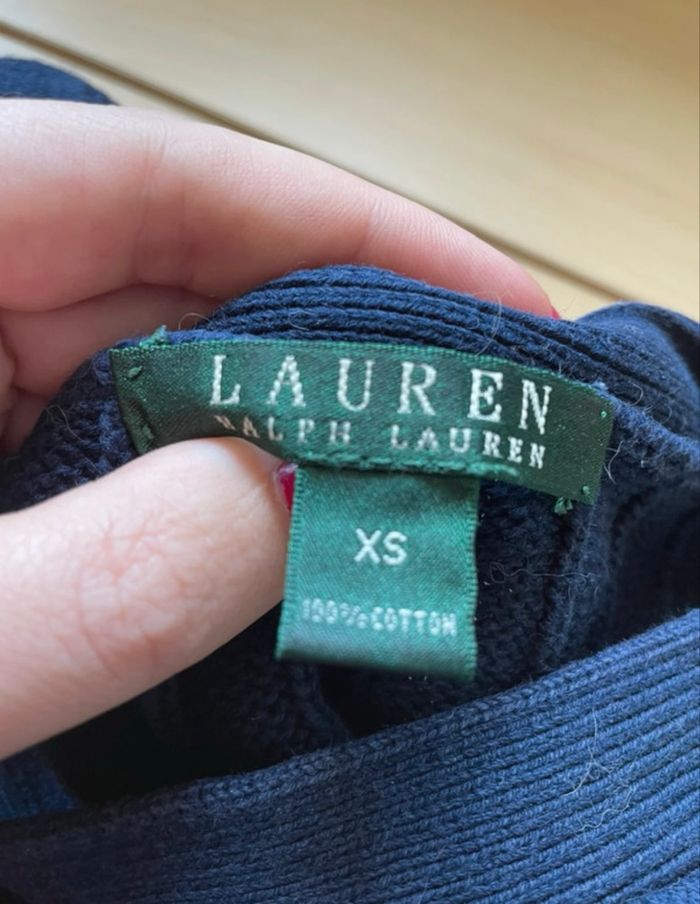 LAUREN
RALPH LAUREN
XS
100% COTTON